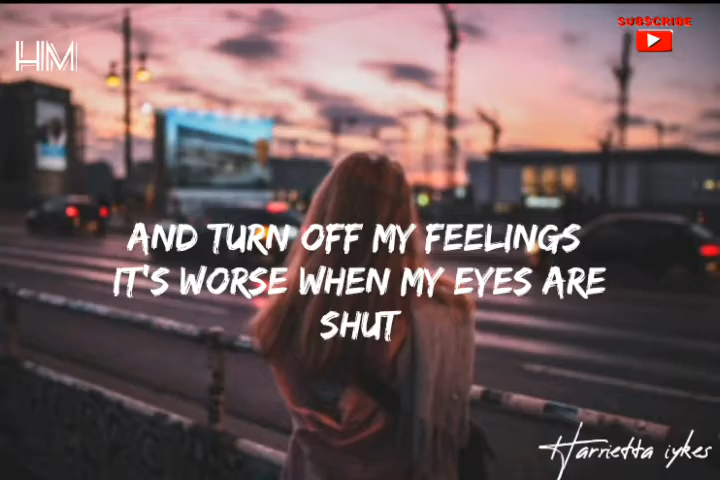 HM
SUBSCRIBE
AND TURN OFF MY FEELINGS
IT'S WORSE WHEN MY EYES ARE
SHUT
Harrietta iykes